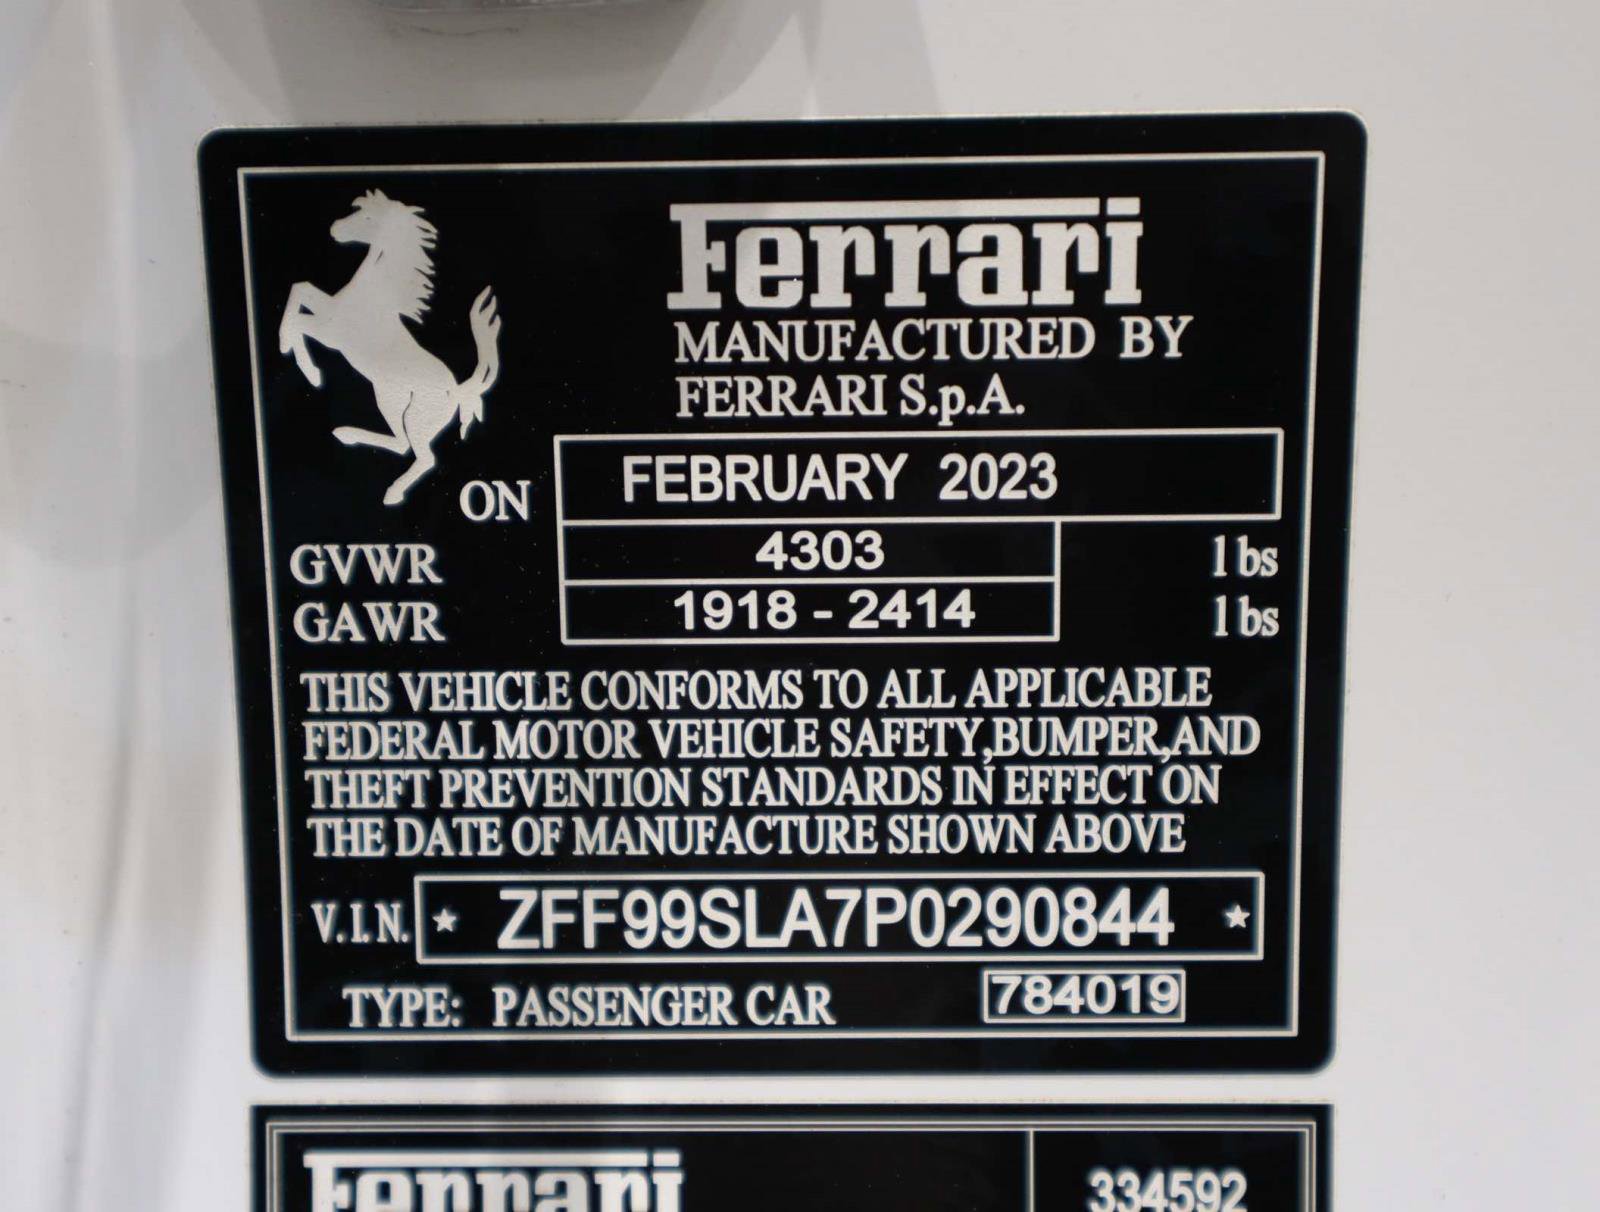 Ferrari
MANUFACTURED BY
FERRARI S.p.A.
ON FEBRUARY 2023
GVWR 4303 lbs
GAWR 1918 - 2414 lbs
THIS VEHICLE CONFORMS TO ALL APPLICABLE
FEDERAL MOTOR VEHICLE SAFETY,BUMPER,AND
THEFT PREVENTION STANDARDS IN EFFECT ON
THE DATE OF MANUFACTURE SHOWN ABOVE
V.I.N. ★ ZFF99SLA7P0290844 ★
TYPE: PASSENGER CAR 784019
Ferrari 334592